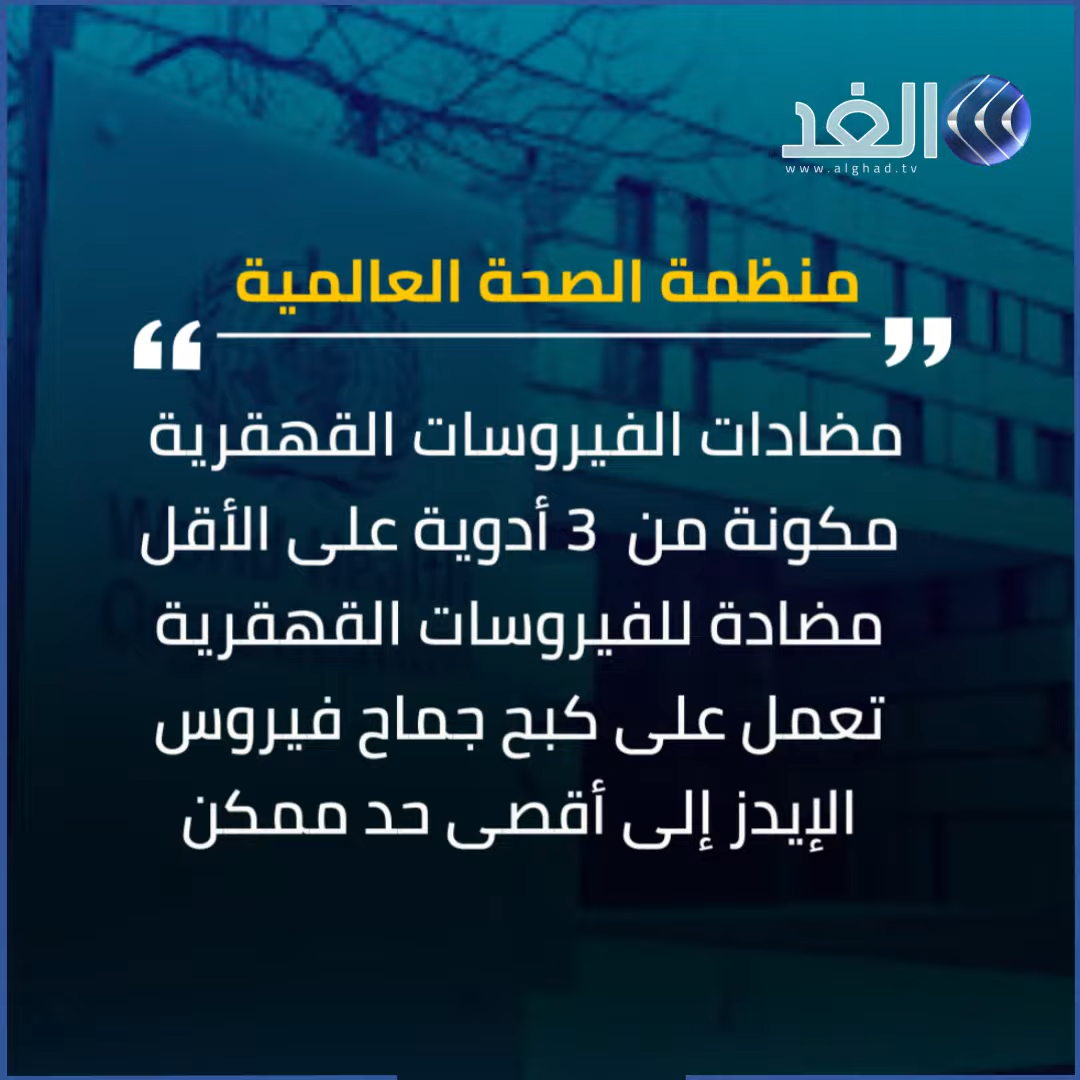 الغد
www.alghad.tv
منظمة الصحة العالمية
مضادات الفيروسات القهقرية
مكونة من 3 أدوية على الأقل
مضادة للفيروسات القهقرية
تعمل على كبح جماح فيروس
الإيدز إلى أقصى حد ممكن